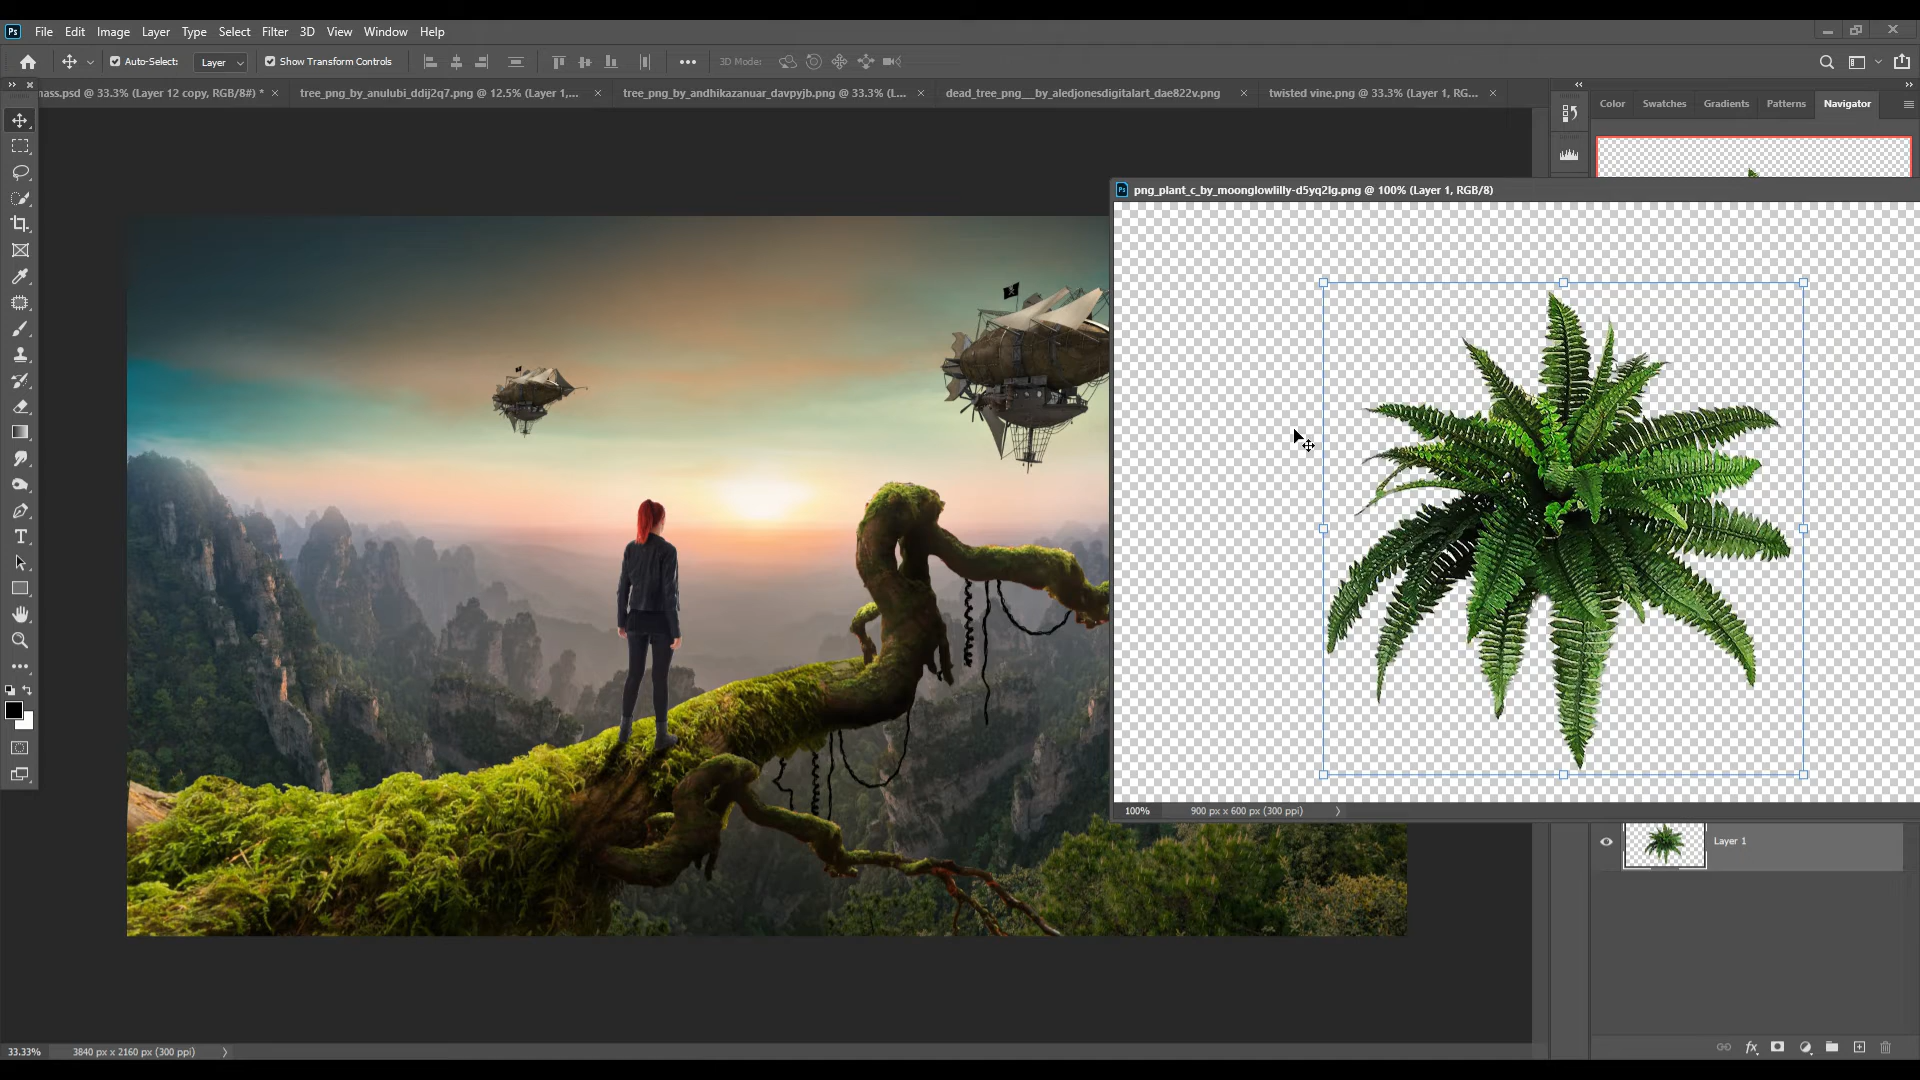 Ps File Edit Image Layer Type Select Filter 3D View Window Help
Auto-Select: Layer Show Transform Controls 3D Mode:
nass.psd @ 33.3% (Layer 12 copy, RGB/8#) * tree_png_by_anulubi_ddij2q7.png @ 12.5% (Layer 1,... tree_png_by_andhikazanuar_davpyjb.png @ 33.3% (L... dead_tree_png__by_aledjonesdigitalart_dae822v.png twisted vine.png @ 33.3% (Layer 1, RG...
Color Swatches Gradients Patterns Navigator
Ps png_plant_c_by_moonglowlilly-d5yq2lg.png @ 100% (Layer 1, RGB/8)
100% 900 px x 600 px (300 ppi)
Layer 1
33.33% 3840 px x 2160 px (300 ppi)